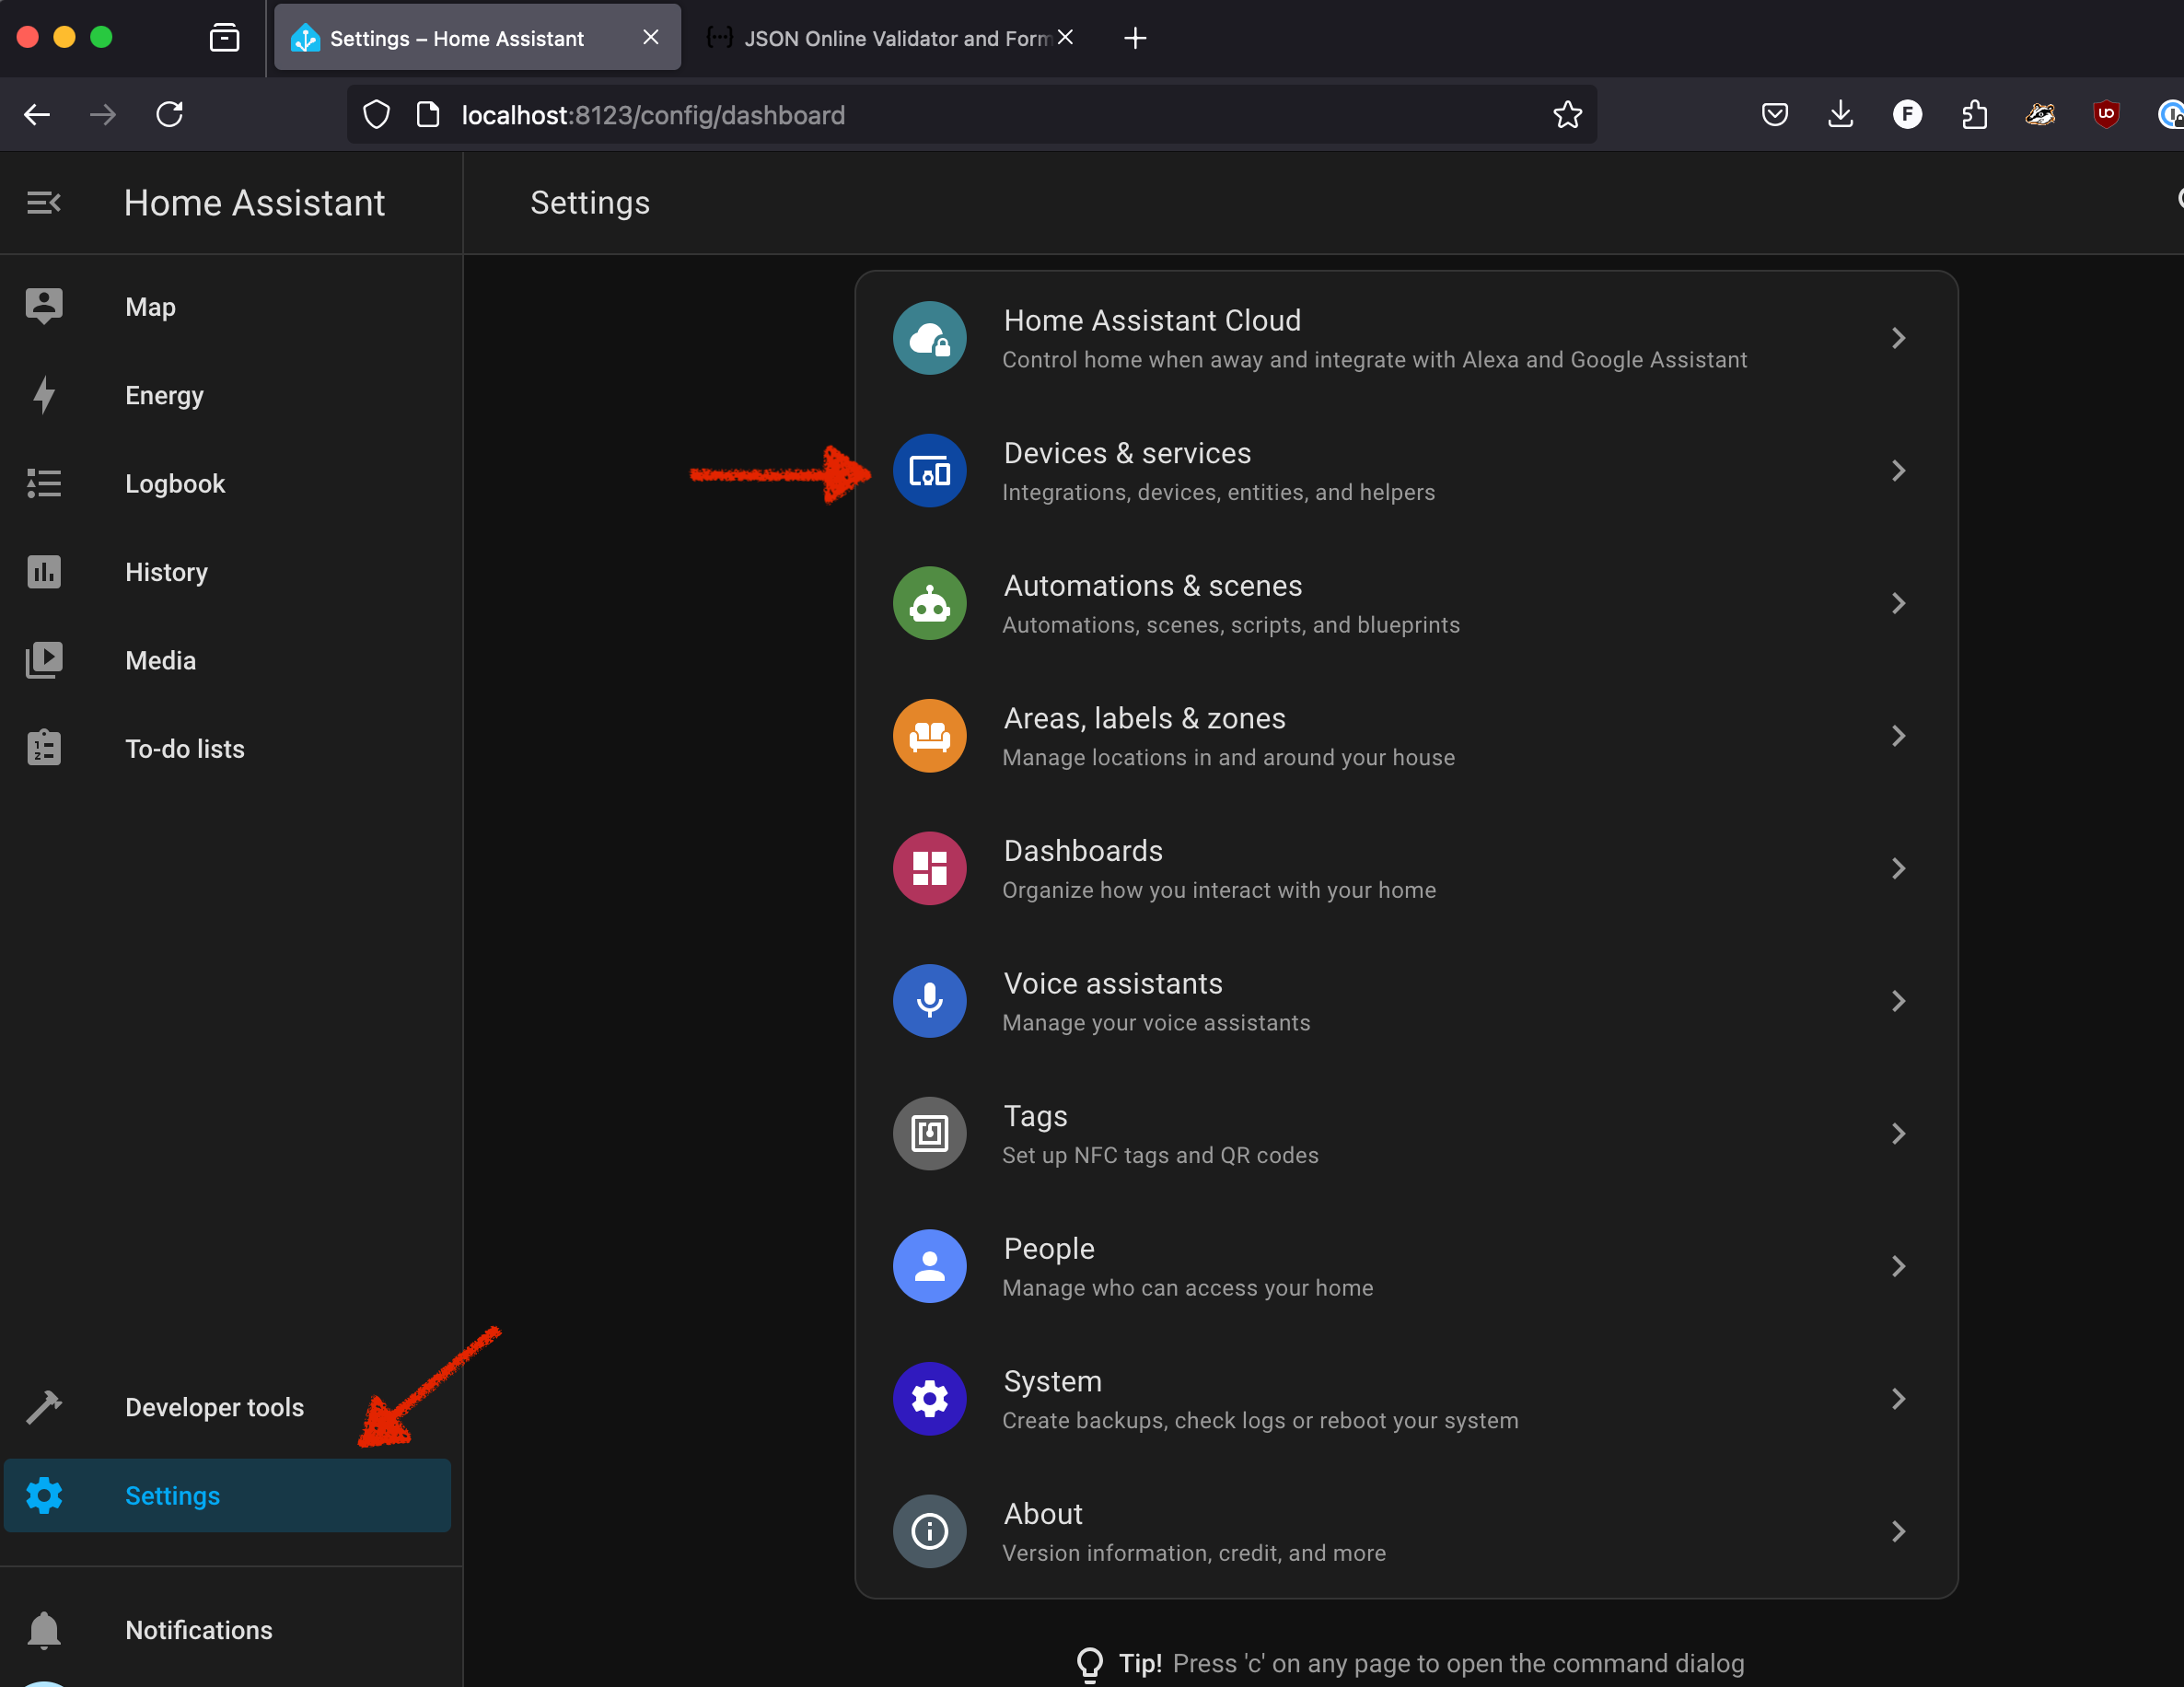 Settings – Home Assistant
JSON Online Validator and Form
localhost:8123/config/dashboard
Home Assistant
Settings
Map
Energy
Logbook
History
Media
To-do lists
Developer tools
Settings
Notifications
Home Assistant Cloud
Control home when away and integrate with Alexa and Google Assistant
Devices & services
Integrations, devices, entities, and helpers
Automations & scenes
Automations, scenes, scripts, and blueprints
Areas, labels & zones
Manage locations in and around your house
Dashboards
Organize how you interact with your home
Voice assistants
Manage your voice assistants
Tags
Set up NFC tags and QR codes
People
Manage who can access your home
System
Create backups, check logs or reboot your system
About
Version information, credit, and more
Tip! Press 'c' on any page to open the command dialog